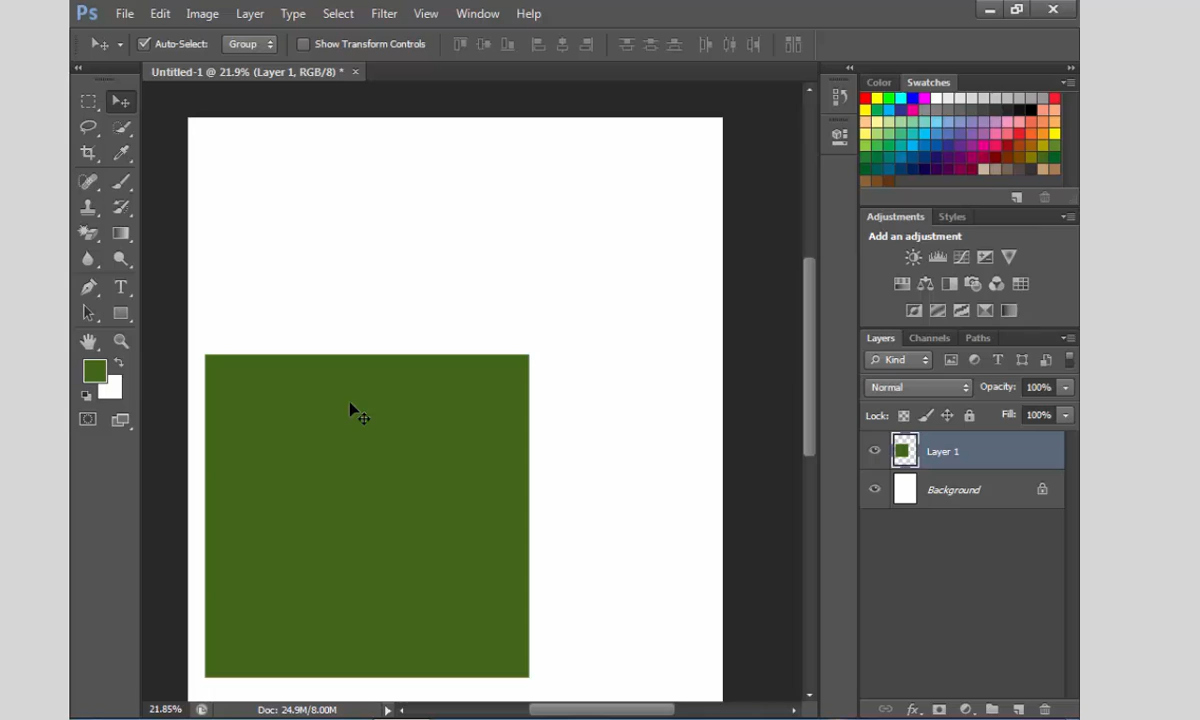 Ps File Edit Image Layer Type Select Filter View Window Help
Auto-Select: Group Show Transform Controls
Untitled-1 @ 21.9% (Layer 1, RGB/8) *
Color Swatches
Adjustments Styles
Add an adjustment
Layers Channels Paths
Kind
Normal Opacity: 100%
Lock: Fill: 100%
Layer 1
Background
21.85% Doc: 24.9M/8.00M